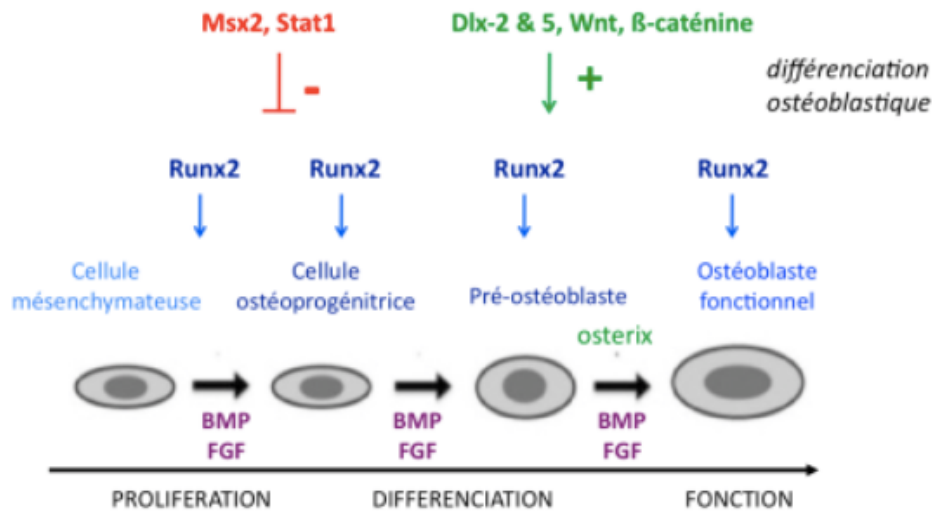 Msx2, Stat1
Dlx-2 & 5, Wnt, ß-caténine
-
+
différenciation
ostéoblastique
Runx2
Runx2
Runx2
Runx2
Cellule
mésenchymateuse
Cellule
ostéoprogénitrice
Pré-ostéoblaste
Ostéoblaste
fonctionnel
osterix
BMP
FGF
BMP
FGF
BMP
FGF
PROLIFERATION
DIFFERENCIATION
FONCTION